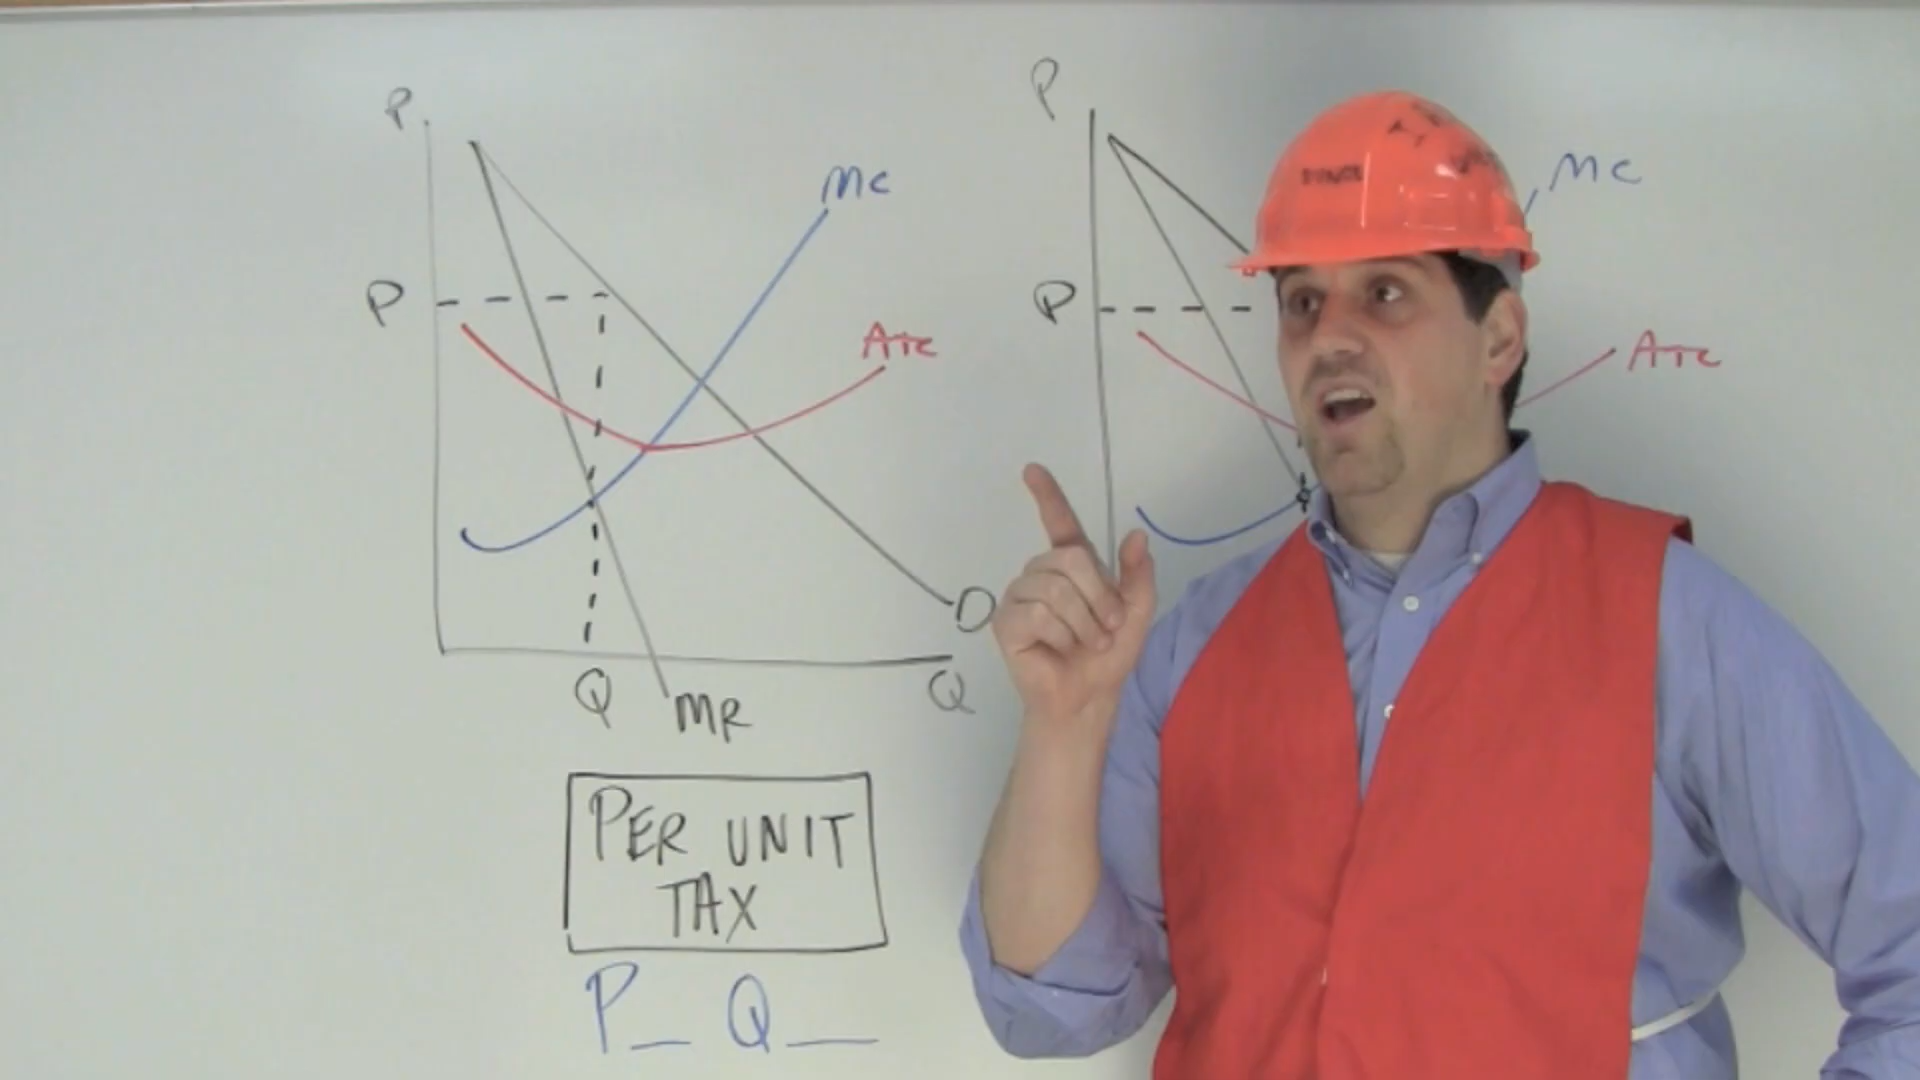 P
MC
P
ATC
D
Q
Q
MR
PER UNIT
TAX
P_ Q__
P
MC
P
ATC